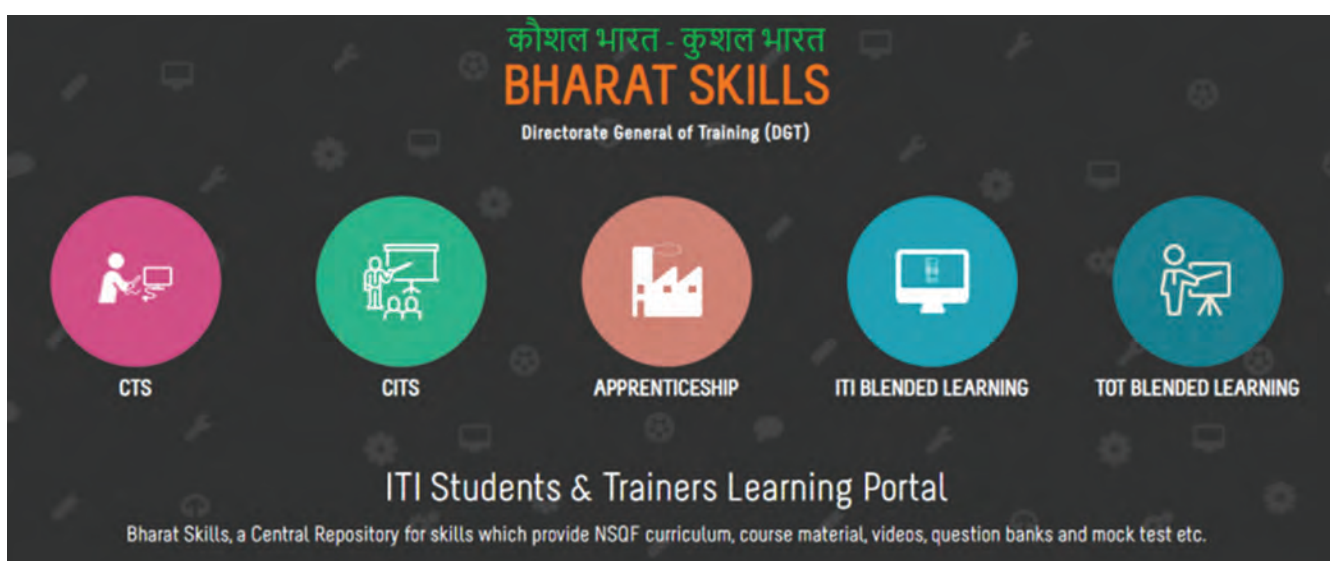 कौशल भारत - कुशल भारत
BHARAT SKILLS
Directorate General of Training (DGT)
CTS
CITS
APPRENTICESHIP
ITI BLENDED LEARNING
TOT BLENDED LEARNING
ITI Students & Trainers Learning Portal
Bharat Skills, a Central Repository for skills which provide NSQF curriculum, course material, videos, question banks and mock test etc.